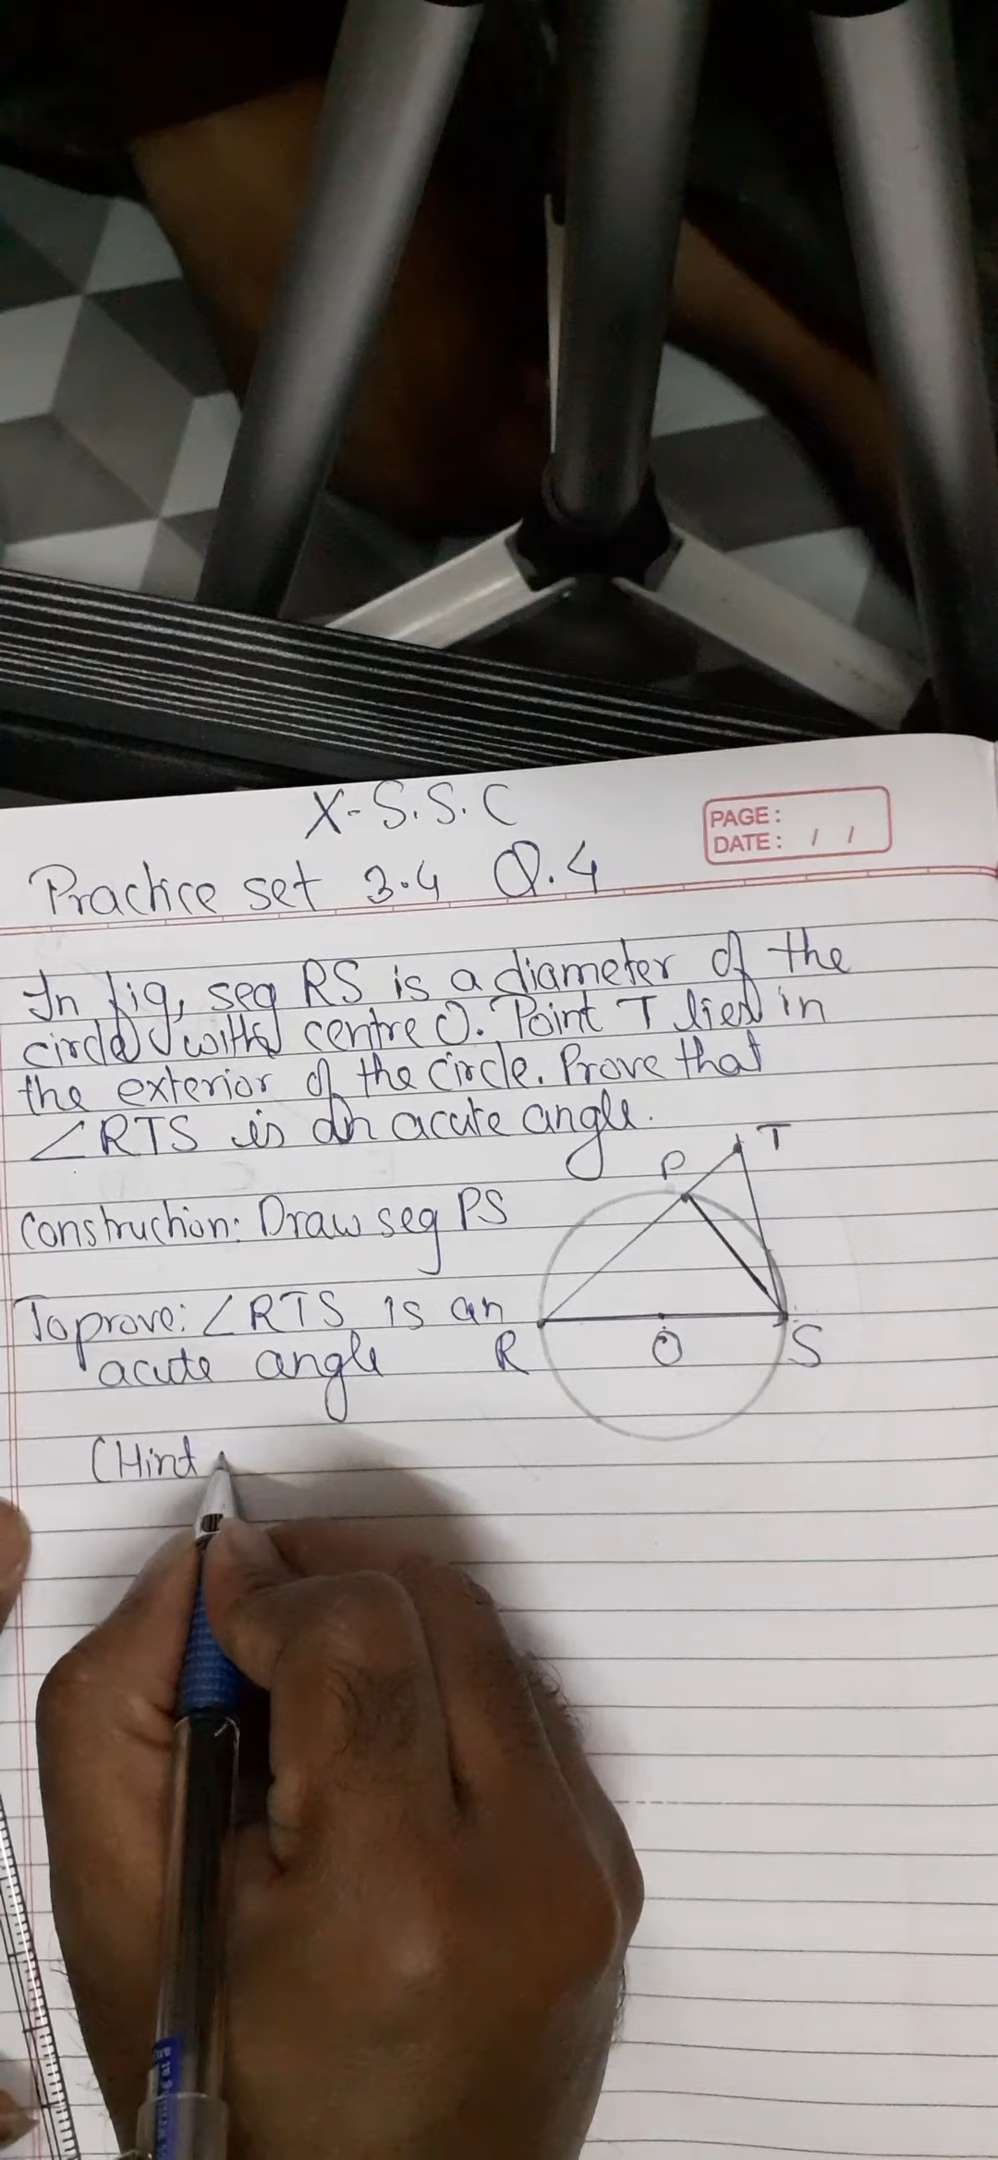 X-S.S.C
PAGE:
DATE: / /
Practice set 3.4 Q.4
In fig, seg RS is a diameter of the
circle with centre O. Point T lies in
the exterior of the circle. Prove that
∠RTS is an acute angle.
T
P
Construction: Draw seg PS
To prove: ∠RTS is an
acute angle
R
O
S
(Hint